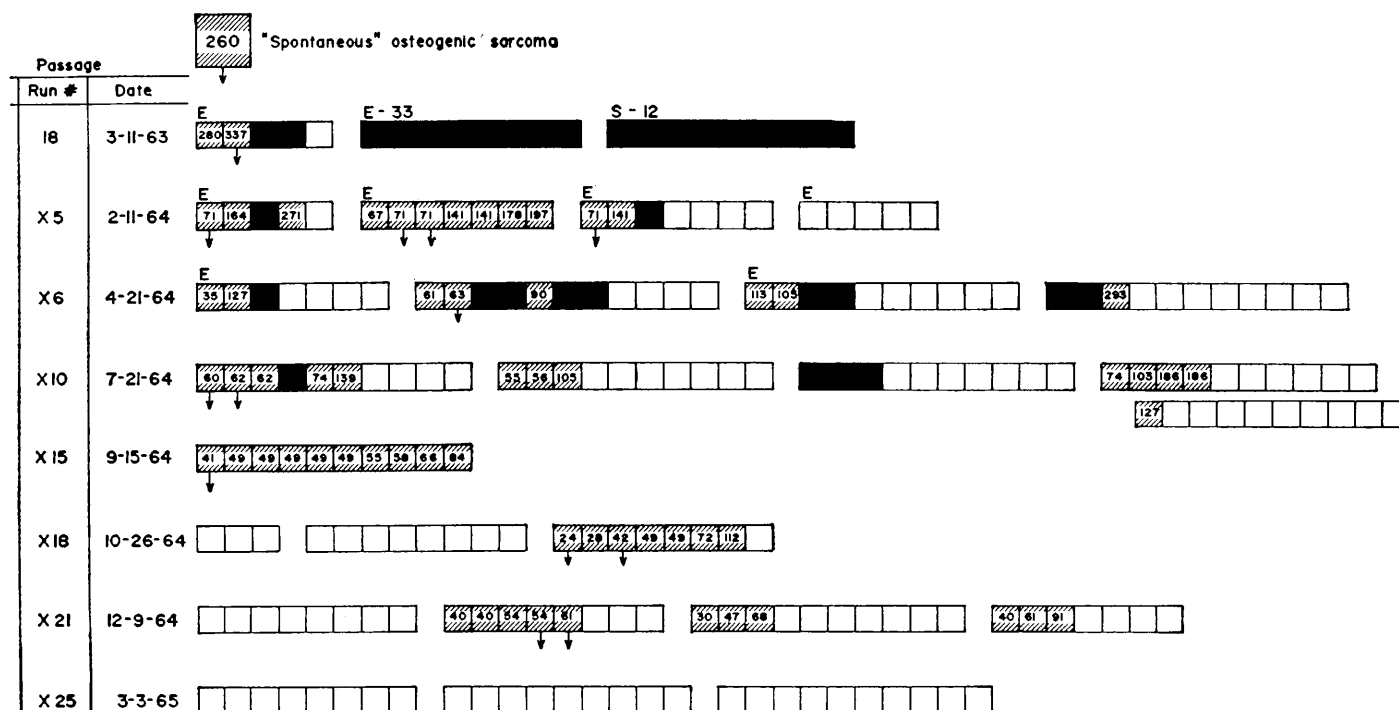 260 "Spontaneous" osteogenic sarcoma
Passage
Run # Date
E E - 33 S - 12
18 3-11-63 280 337
E E E E
X5 2-11-64 71 164 271 67 71 71 141 141 178 197 71 141
E E
X6 4-21-64 35 127 61 63 90 113 105 293
X10 7-21-64 60 62 62 74 139 55 56 105 74 103 186 186
127
X15 9-15-64 41 49 49 49 49 49 55 58 66 84
X18 10-26-64 24 28 42 49 49 72 112
X21 12-9-64 40 40 54 54 61 30 47 68 40 61 91
X25 3-3-65